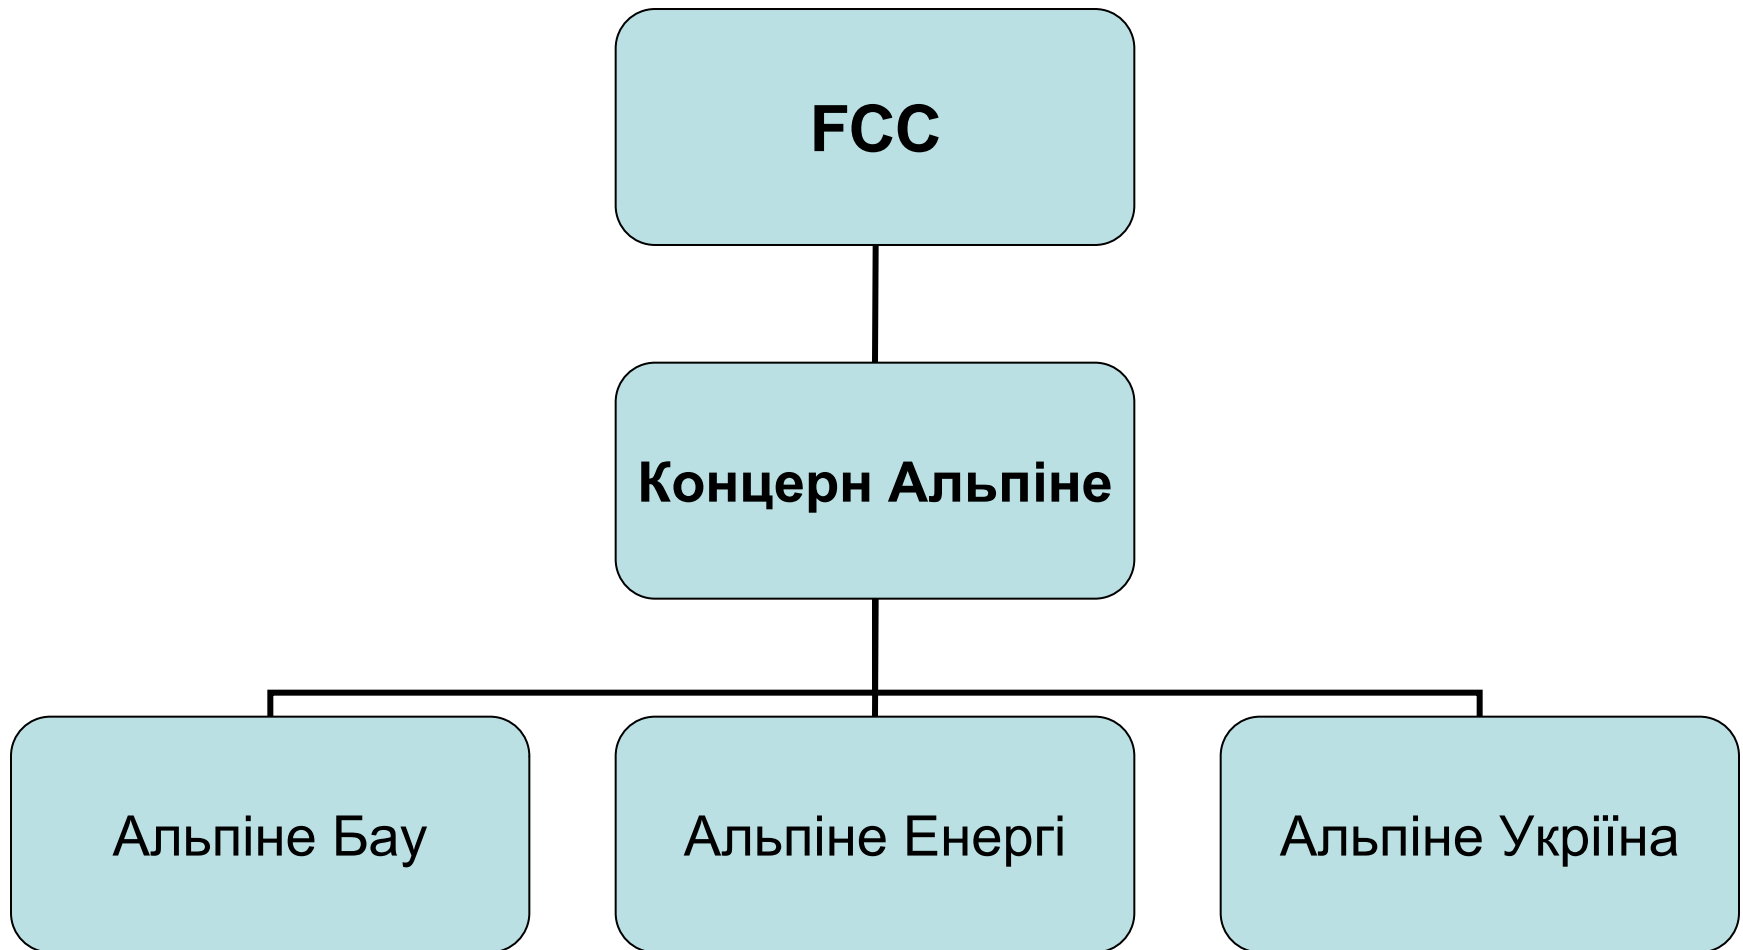 FCC
Концерн Альпіне
Альпіне Бау
Альпіне Енергі
Альпіне Укріїна